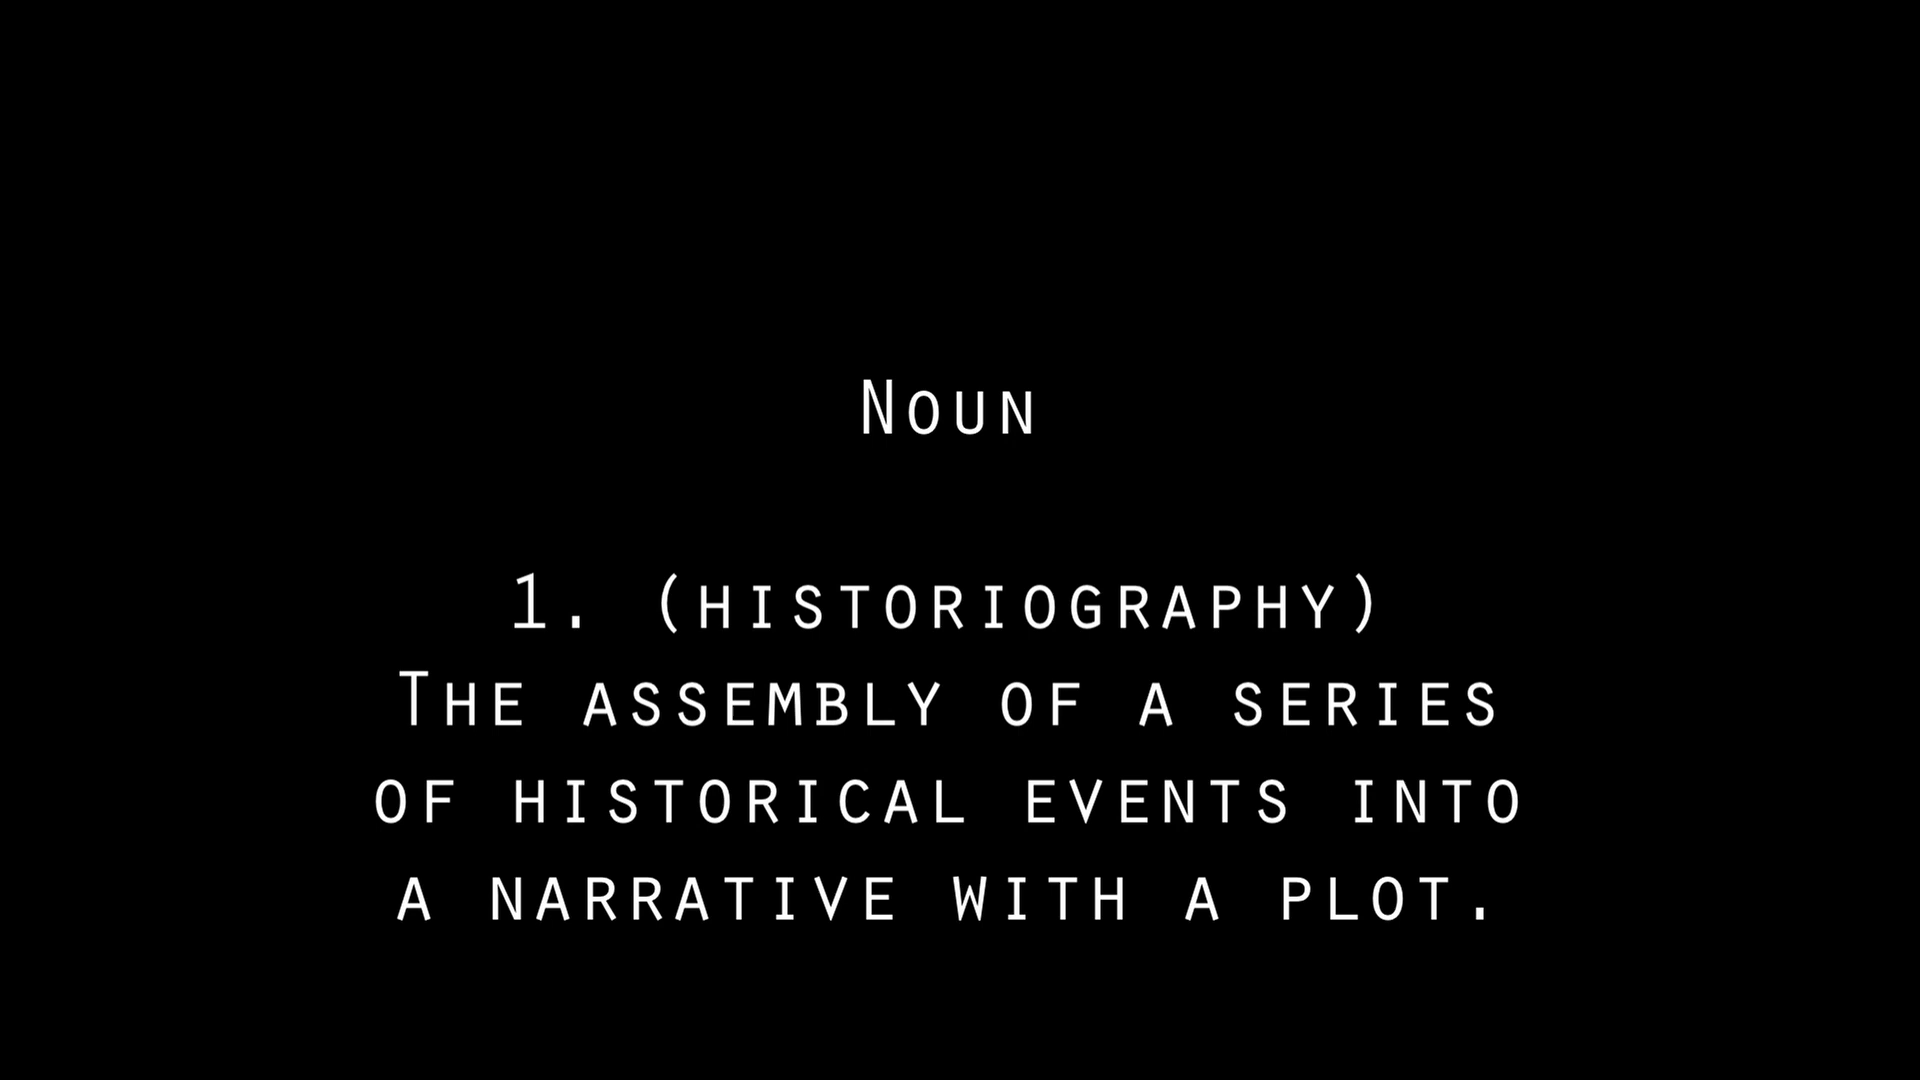 Noun
1. (historiography)
The assembly of a series
of historical events into
a narrative with a plot.